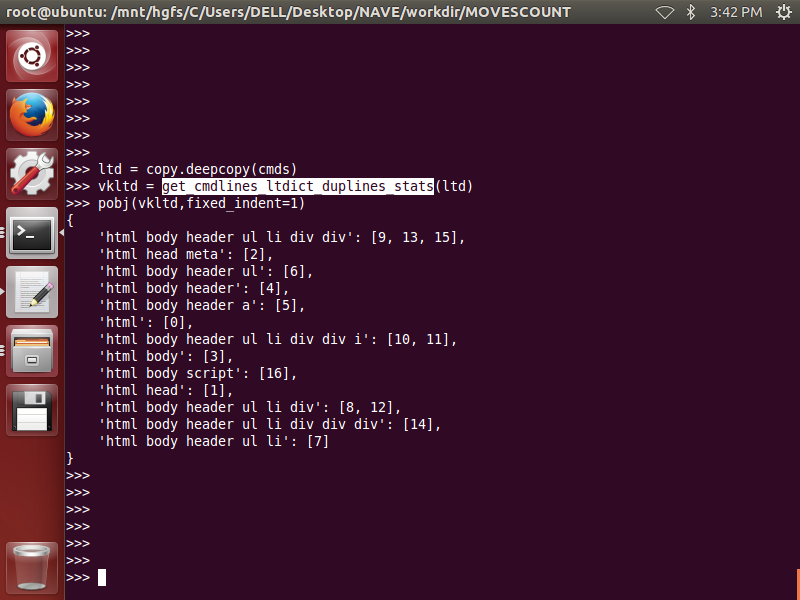 root@ubuntu: /mnt/hgfs/C/Users/DELL/Desktop/NAVE/workdir/MOVESCOUNT 3:42 PM
>>>
>>>
>>>
>>>
>>>
>>>
>>>
>>>
>>> ltd = copy.deepcopy(cmds)
>>> vkltd = get_cmdlines_ltdict_duplines_stats(ltd)
>>> pobj(vkltd,fixed_indent=1)
{
    'html body header ul li div div': [9, 13, 15],
    'html head meta': [2],
    'html body header ul': [6],
    'html body header': [4],
    'html body header a': [5],
    'html': [0],
    'html body header ul li div div i': [10, 11],
    'html body': [3],
    'html body script': [16],
    'html head': [1],
    'html body header ul li div': [8, 12],
    'html body header ul li div div div': [14],
    'html body header ul li': [7]
}
>>>
>>>
>>>
>>>
>>>
>>>
>>>